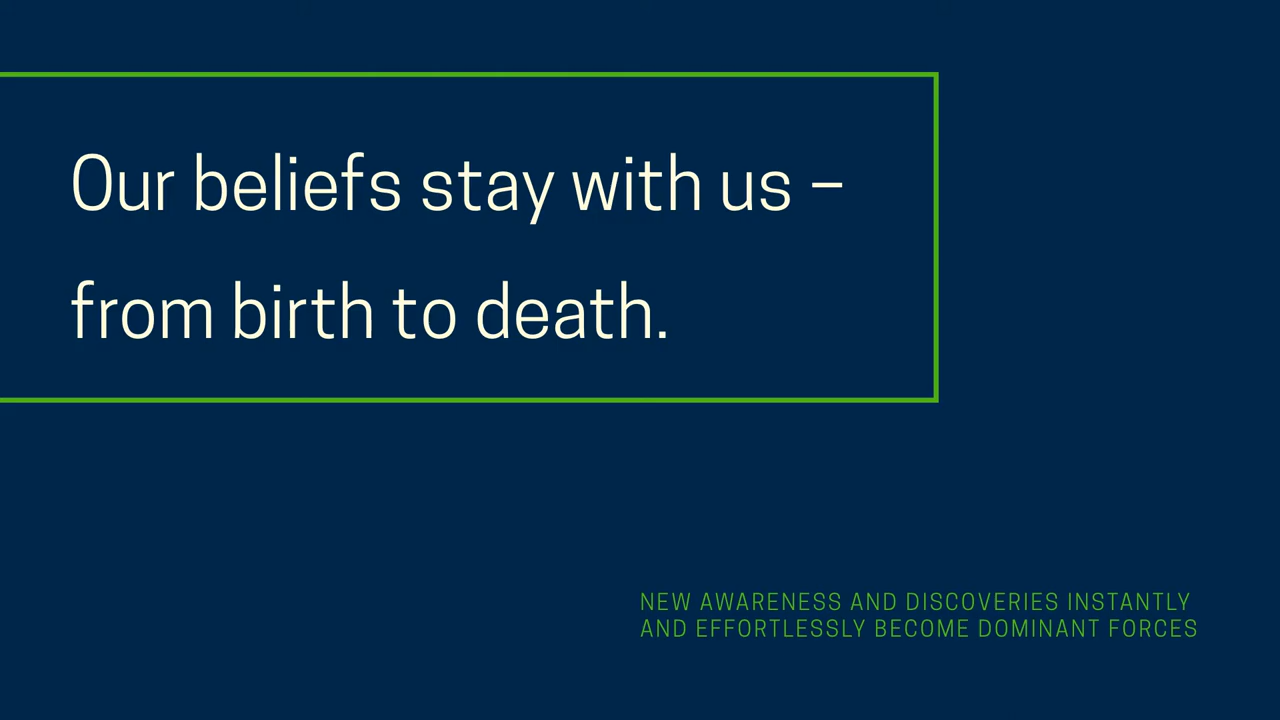 Our beliefs stay with us –
from birth to death.
NEW AWARENESS AND DISCOVERIES INSTANTLY
AND EFFORTLESSLY BECOME DOMINANT FORCES